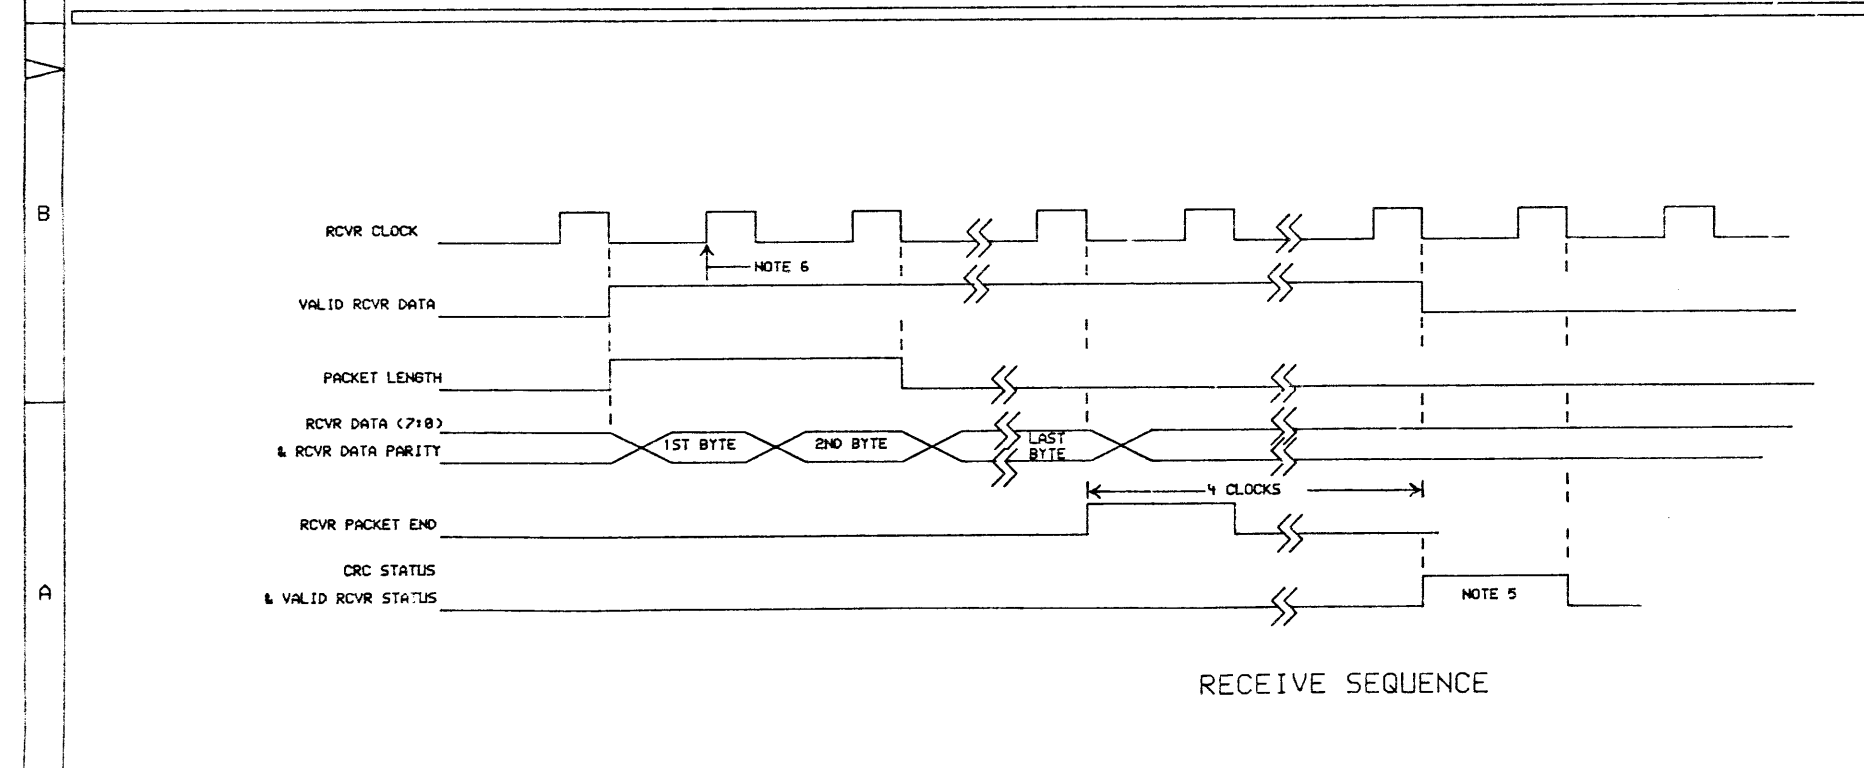 B
RCVR CLOCK
NOTE 6
VALID RCVR DATA
PACKET LENGTH
RCVR DATA (7:0)
& RCVR DATA PARITY
1ST BYTE
2ND BYTE
LAST
BYTE
4 CLOCKS
RCVR PACKET END
CRC STATUS
& VALID RCVR STATUS
NOTE 5
A
RECEIVE SEQUENCE